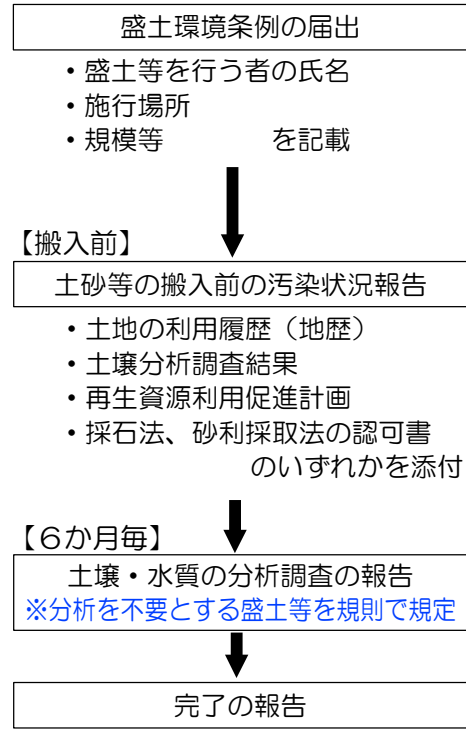 盛土環境条例の届出
・盛土等を行う者の氏名
・施行場所
・規模等　　　　を記載
【搬入前】
土砂等の搬入前の汚染状況報告
・土地の利用履歴（地歴）
・土壌分析調査結果
・再生資源利用促進計画
・採石法、砂利採取法の認可書
のいずれかを添付
【６か月毎】
土壌・水質の分析調査の報告
※分析を不要とする盛土等を規則で規定
完了の報告